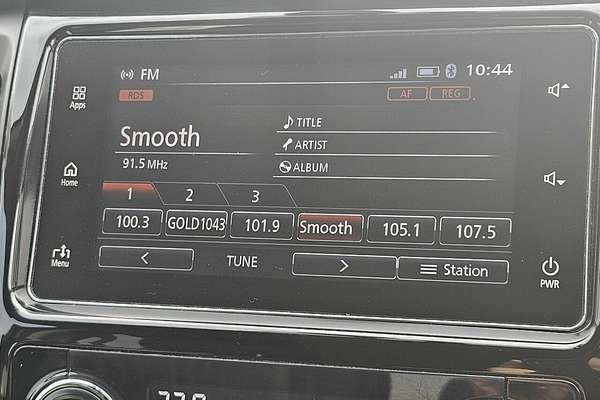 FM
10:44
RDS
AF
REG
Apps
Smooth
91.5 MHz
TITLE
ARTIST
ALBUM
Home
1
2
3
100.3
GOLD1043
101.9
Smooth
105.1
107.5
Menu
<
TUNE
>
Station
PWR